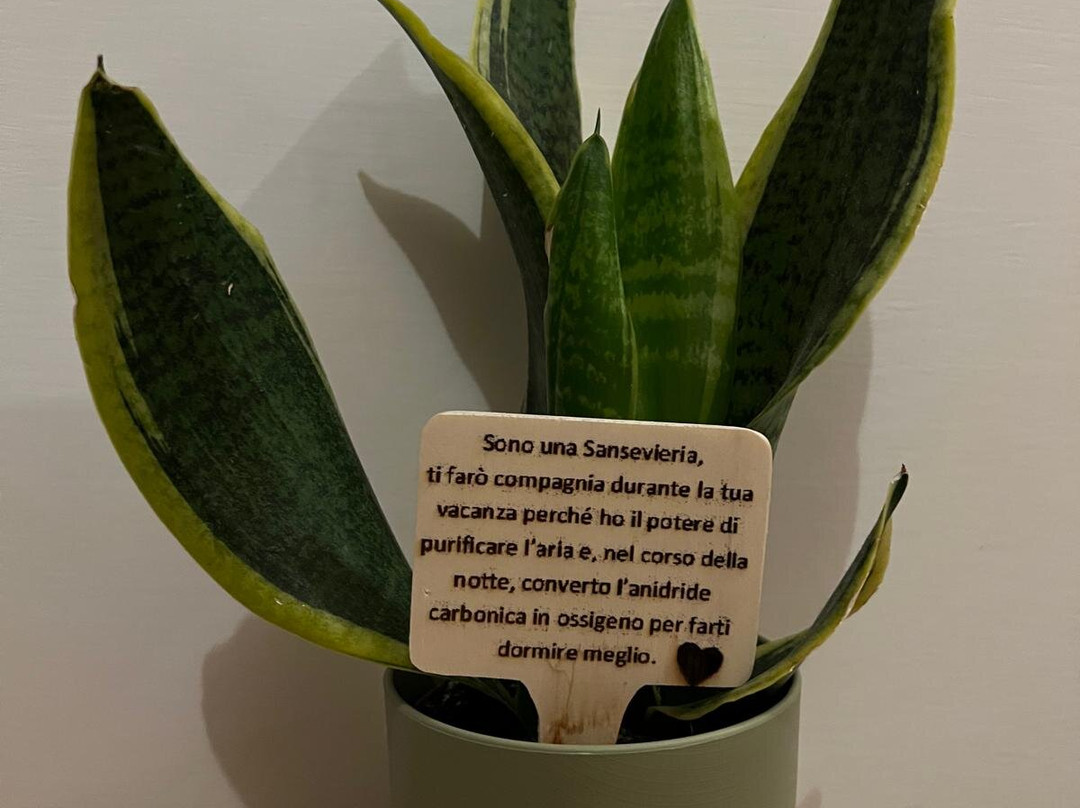 Sono una Sansevieria,
ti farò compagnia durante la tua
vacanza perché ho il potere di
purificare l'aria e, nel corso della
notte, converto l'anidride
carbonica in ossigeno per farti
dormire meglio.